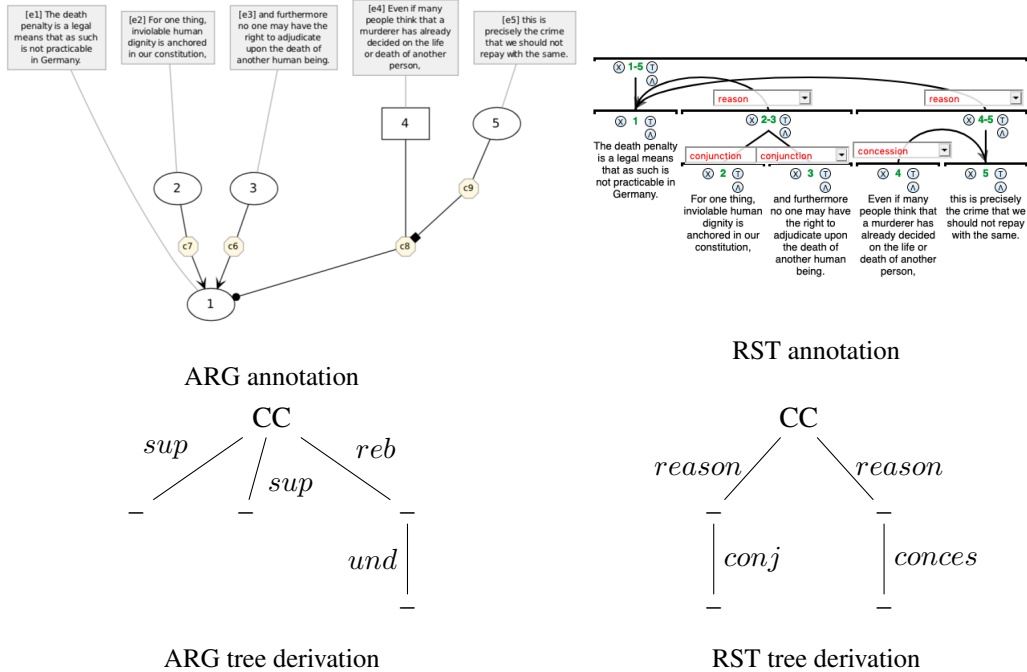 [e1] The death
penalty is a legal
means that as such
is not practicable
in Germany.
[e2] For one thing,
inviolable human
dignity is anchored
in our constitution,
[e3] and furthermore
no one may have the
right to adjudicate
upon the death of
another human being.
[e4] Even if many
people think that a
murderer has already
decided on the life
or death of another
person,
[e5] this is
precisely the crime
that we should not
repay with the same.
4
5
c9
2
3
c7
c6
c8
1
ARG annotation
X 1-5 T
Λ
reason
reason
X 1 T
Λ
X 2-3 T
Λ
X 4-5 T
Λ
The death penalty
is a legal means
that as such is
not practicable in
Germany.
conjunction
conjunction
concession
X 2 T
Λ
X 3 T
Λ
X 4 T
Λ
X 5 T
Λ
For one thing,
inviolable human
dignity is
anchored in our
constitution,
and furthermore
no one may have
the right to
adjudicate upon
the death of
another human
being.
Even if many
people think that
a murderer has
already decided
on the life or
death of another
person,
this is precisely
the crime that we
should not repay
with the same.
RST annotation
CC
sup
sup
reb
–
–
–
und
–
ARG tree derivation
CC
reason
reason
–
–
conj
conces
–
–
RST tree derivation